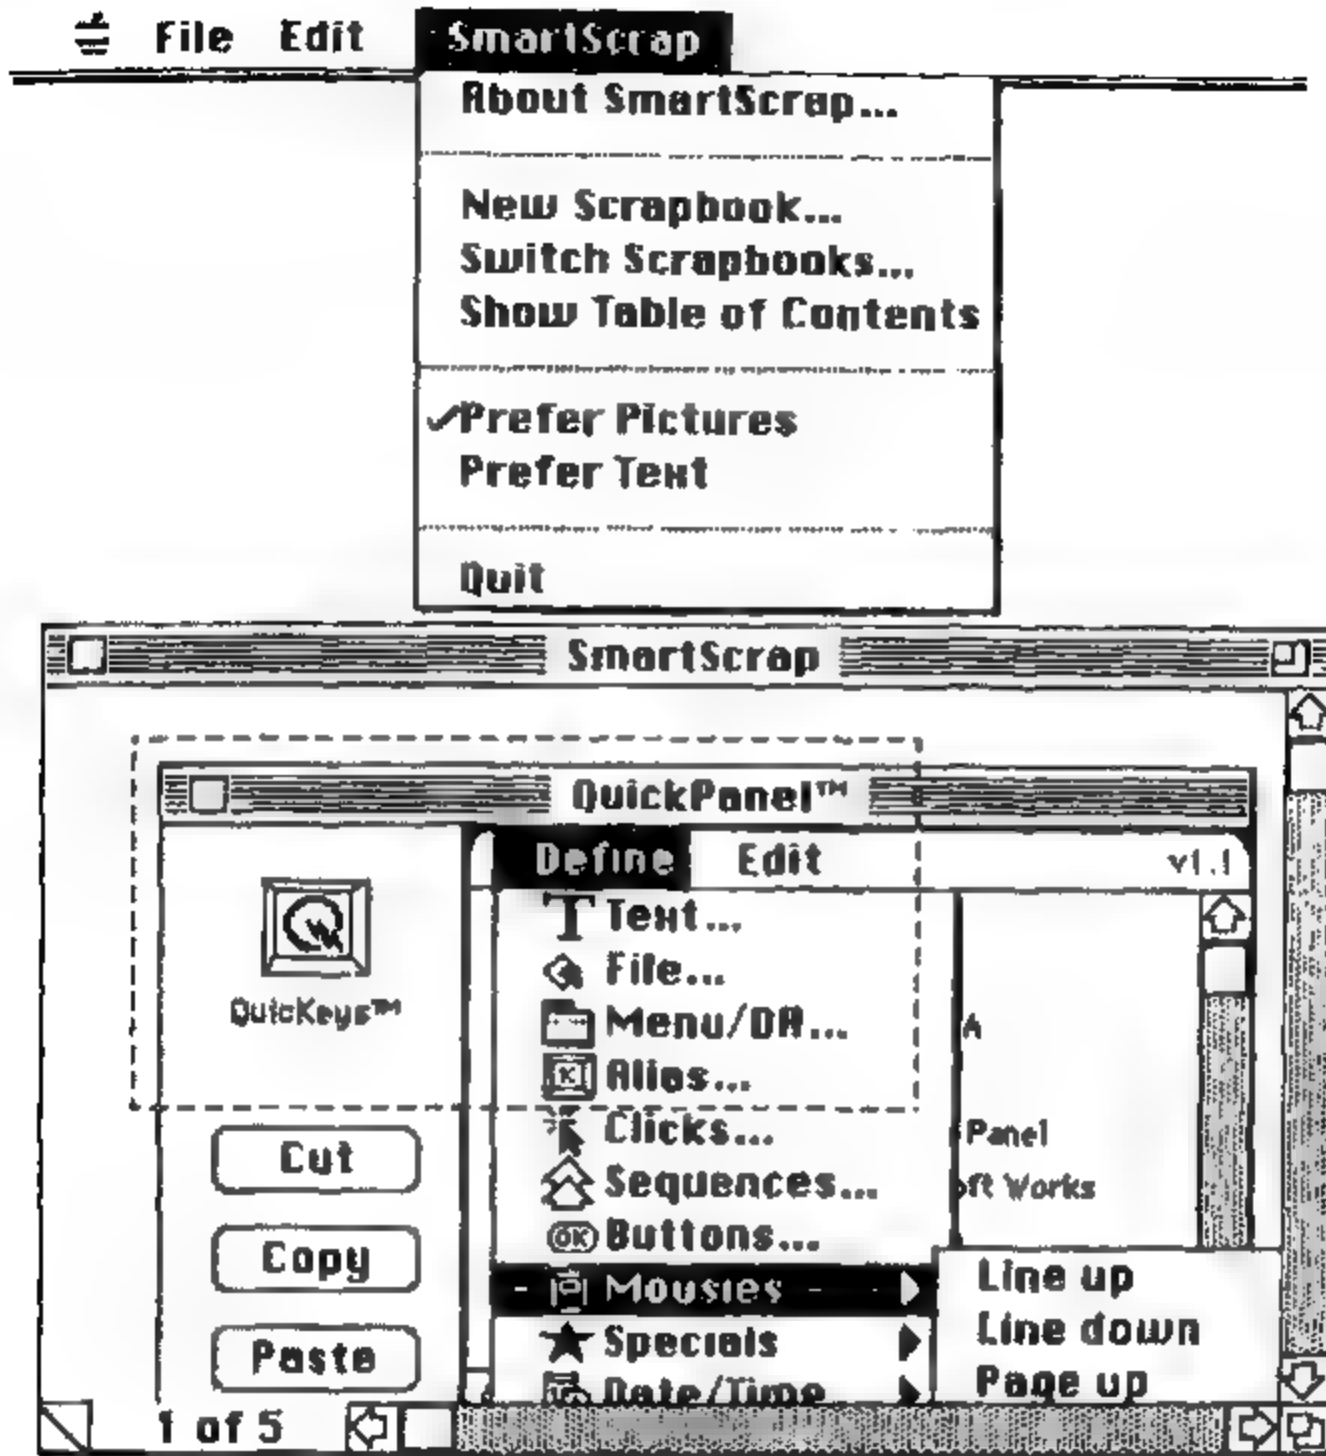 File Edit SmartScrap
About SmartScrap...
New Scrapbook...
Switch Scrapbooks...
Show Table of Contents
✓Prefer Pictures
Prefer Text
Quit
SmartScrap
QuickPanel™
Define Edit v1.1
Text...
File...
Menu/DA...
Alias...
Clicks...
Sequences...
Buttons...
Mousies
Specials
Date/Time
QuicKeys™
Cut
Copy
Paste
A
Panel
oft Works
Line up
Line down
Page up
1 of 5